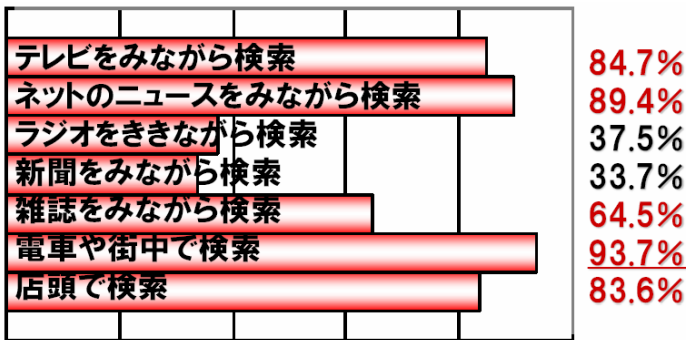 テレビをみながら検索 84.7%
ネットのニュースをみながら検索 89.4%
ラジオをききながら検索 37.5%
新聞をみながら検索 33.7%
雑誌をみながら検索 64.5%
電車や街中で検索 93.7%
店頭で検索 83.6%